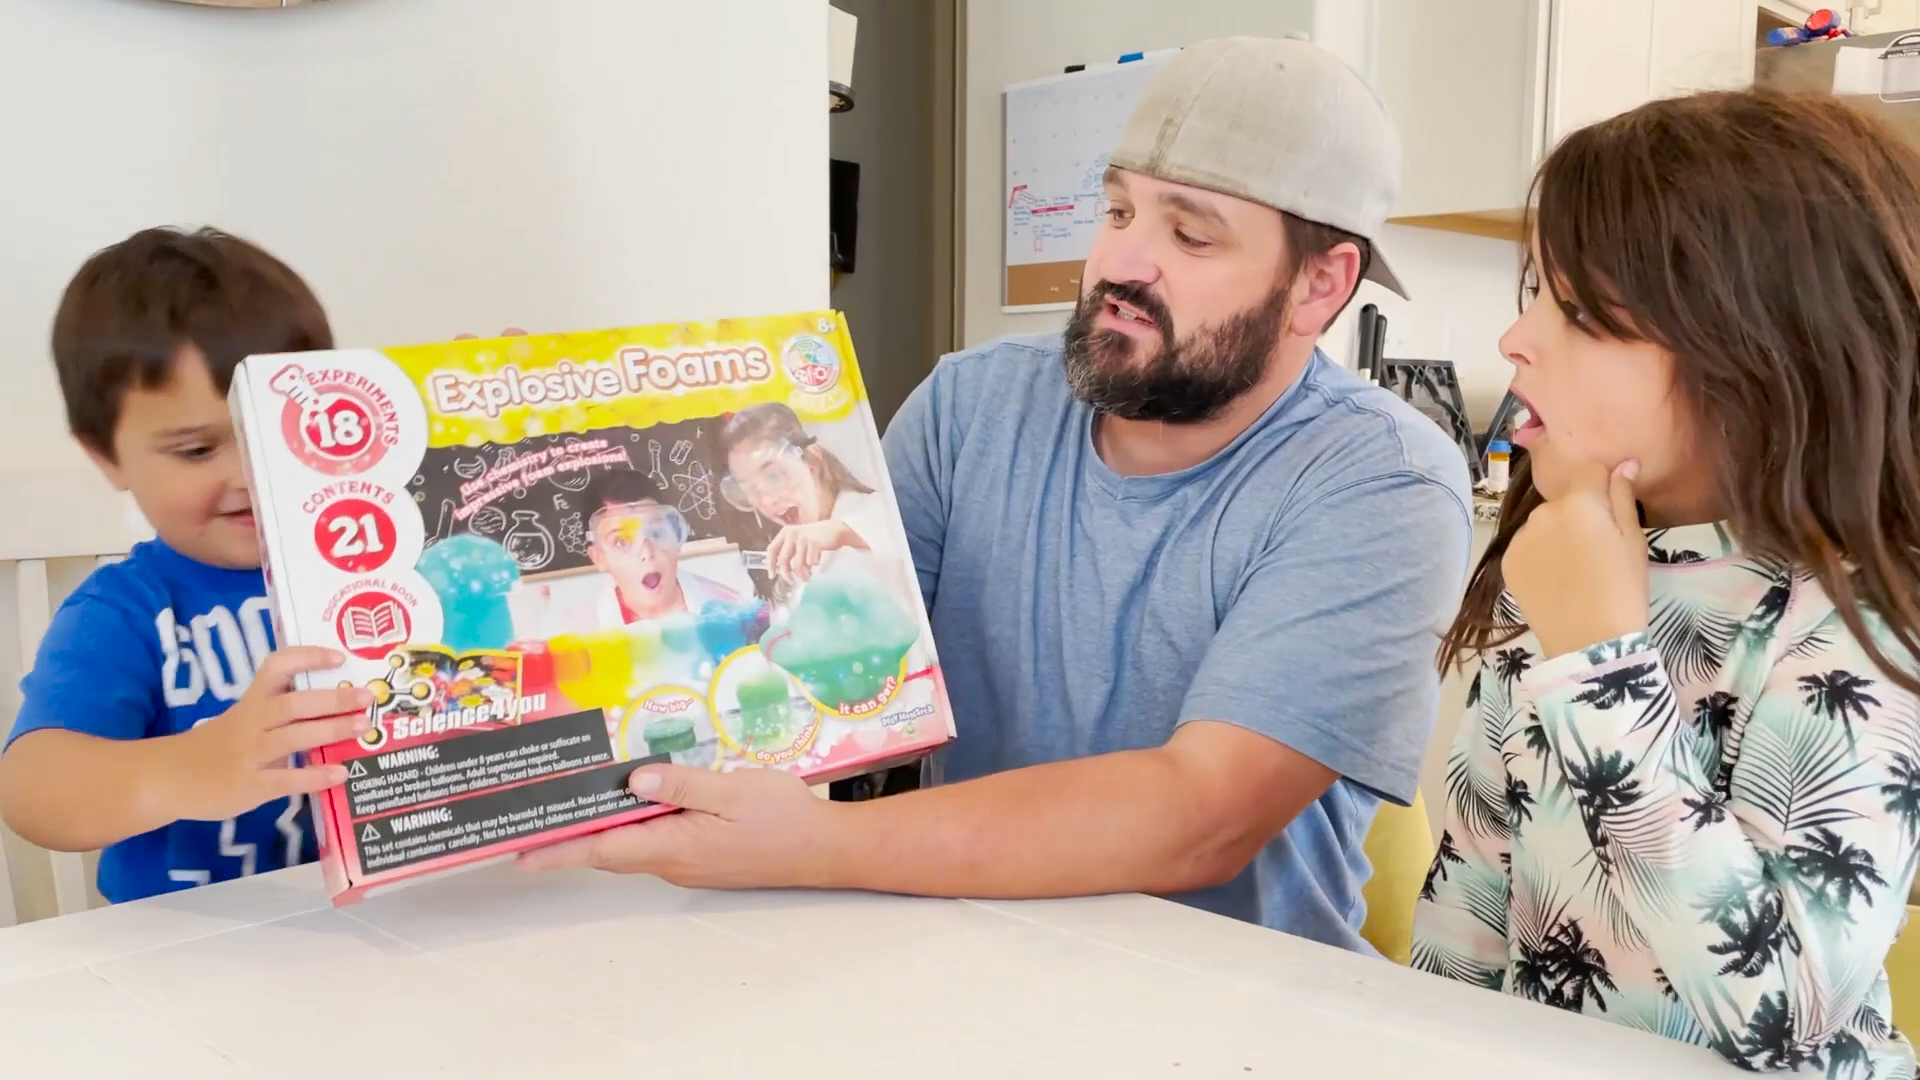 8+
Explosive Foams
EXPERIMENTS
18
Use chemistry to create
impressive foam explosions!
CONTENTS
21
EDUCATIONAL BOOK
Science4you
How big...
do you think...
it can get?
WARNING:
CHOKING HAZARD - Children under 8 years can choke or suffocate on
uninflated or broken balloons. Adult supervision required.
Keep uninflated balloons from children. Discard broken balloons at once.
WARNING:
This set contains chemicals that may be harmful if misused. Read cautions
individual containers carefully. Not to be used by children except under adult